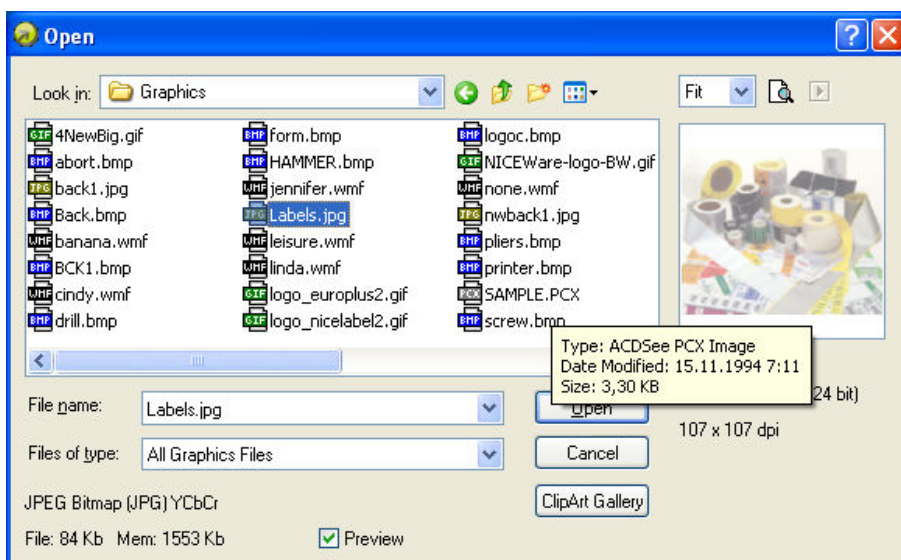 Open
Look in: Graphics Fit
4NewBig.gif form.bmp logoc.bmp
abort.bmp HAMMER.bmp NICEWare-logo-BW.gif
back1.jpg jennifer.wmf none.wmf
Back.bmp Labels.jpg nwback1.jpg
banana.wmf leisure.wmf pliers.bmp
BCK1.bmp linda.wmf printer.bmp
cindy.wmf logo_europlus2.gif SAMPLE.PCX
drill.bmp logo_nicelabel2.gif screw.bmp
Type: ACDSee PCX Image
Date Modified: 15.11.1994 7:11
Size: 3,30 KB
24 bit)
File name: Labels.jpg Open
107 x 107 dpi
Files of type: All Graphics Files Cancel
JPEG Bitmap (JPG) YCbCr ClipArt Gallery
File: 84 Kb Mem: 1553 Kb Preview